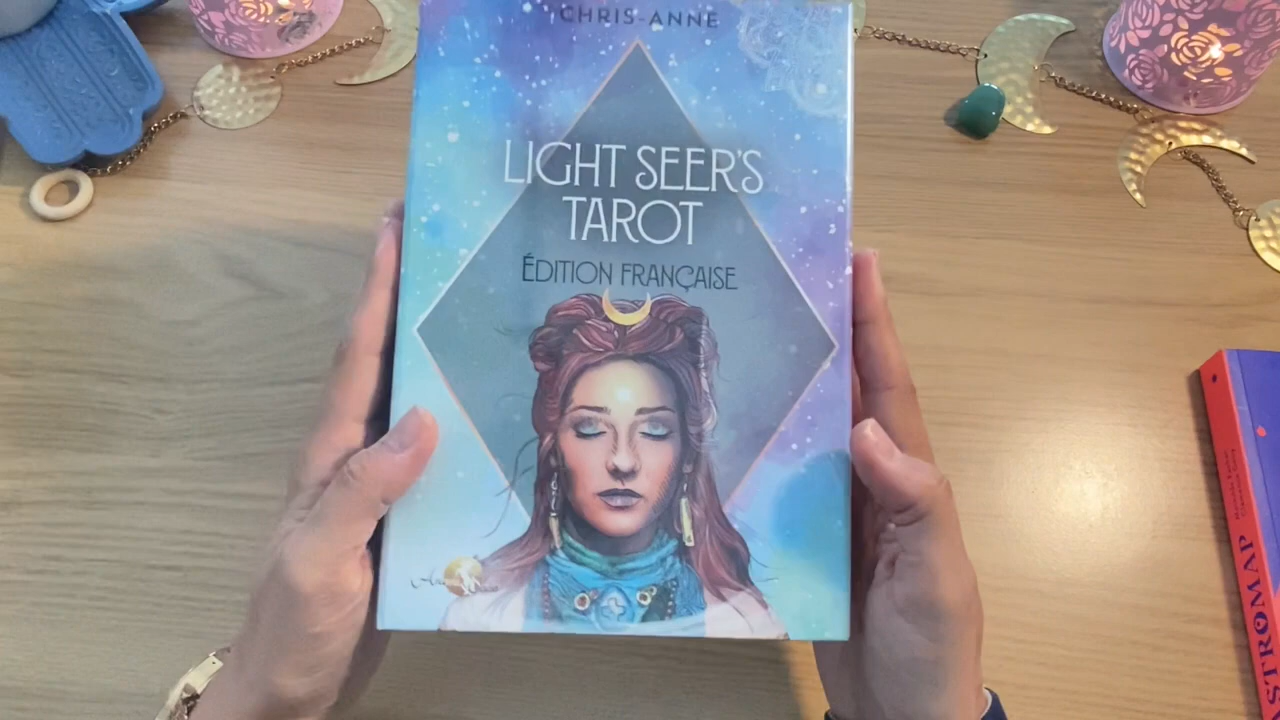 CHRIS-ANNE
LIGHT SEER'S
TAROT
ÉDITION FRANÇAISE
STROMAP